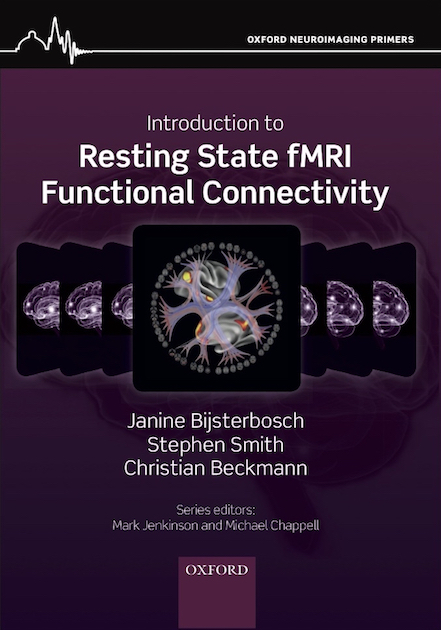 OXFORD NEUROIMAGING PRIMERS
Introduction to
Resting State fMRI
Functional Connectivity
Janine Bijsterbosch
Stephen Smith
Christian Beckmann
Series editors:
Mark Jenkinson and Michael Chappell
OXFORD